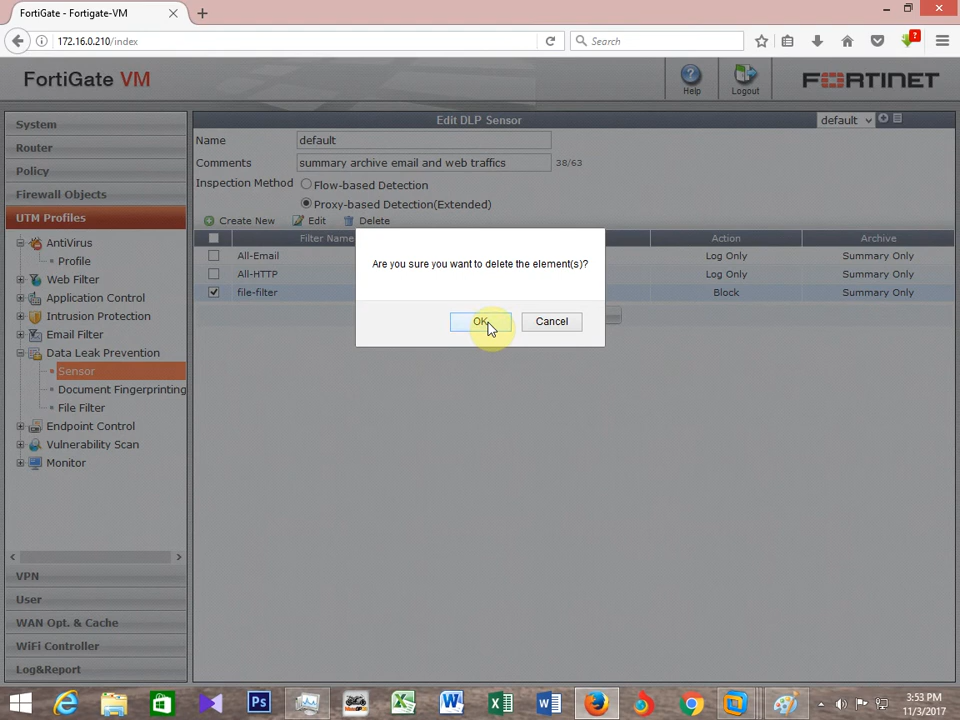 FortiGate - Fortigate-VM
172.16.0.210/index
Search
?
FortiGate VM
Help
Logout
FORTINET
System
Router
Policy
Firewall Objects
UTM Profiles
AntiVirus
Profile
Web Filter
Application Control
Intrusion Protection
Email Filter
Data Leak Prevention
Sensor
Document Fingerprinting
File Filter
Endpoint Control
Vulnerability Scan
Monitor
VPN
User
WAN Opt. & Cache
WiFi Controller
Log&Report
Edit DLP Sensor
default
Name
default
Comments
summary archive email and web traffics
38/63
Inspection Method
Flow-based Detection
Proxy-based Detection(Extended)
Create New
Edit
Delete
Filter Name
Action
Archive
All-Email
Log Only
Summary Only
All-HTTP
Log Only
Summary Only
file-filter
Block
Summary Only
Are you sure you want to delete the element(s)?
OK
Cancel
Ps
3:53 PM
11/3/2017